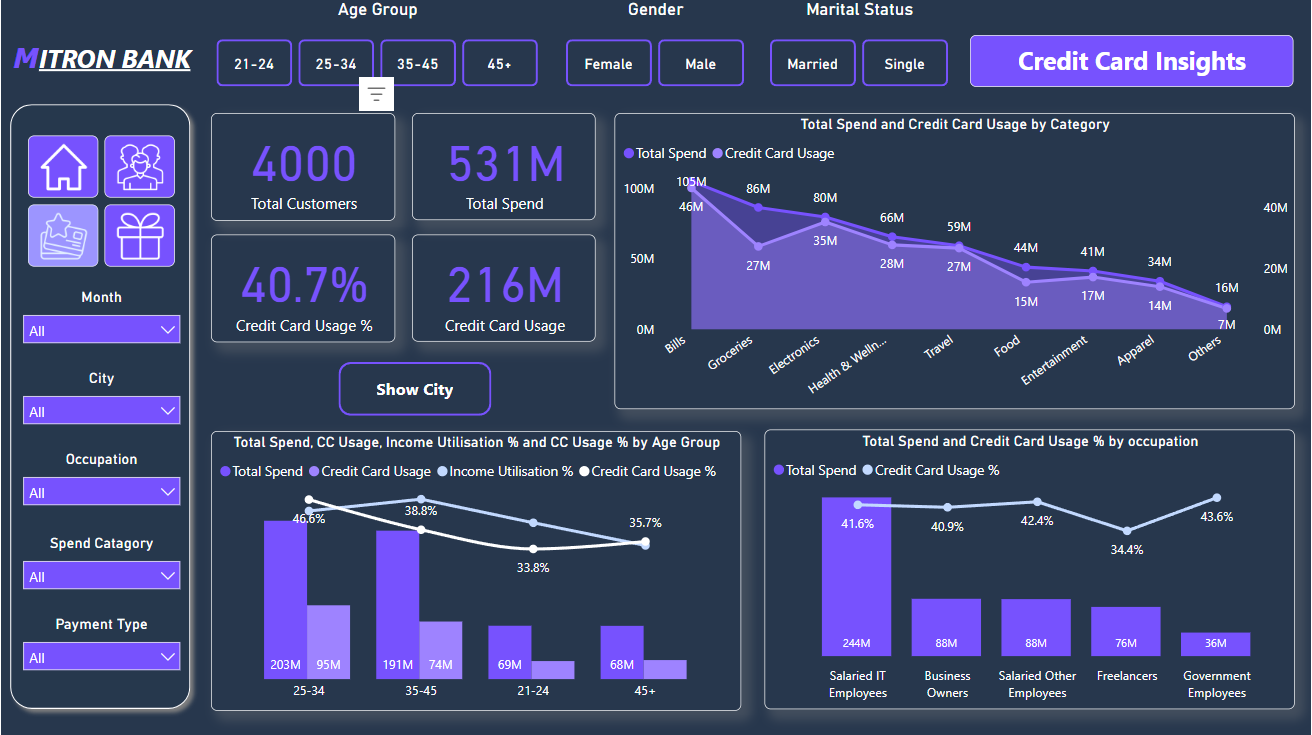 Age Group
Gender
Marital Status
MITRON BANK
21-24
25-34
35-45
45+
Female
Male
Married
Single
Credit Card Insights
Month
All
City
All
Occupation
All
Spend Catagory
All
Payment Type
All
4000
Total Customers
531M
Total Spend
40.7%
Credit Card Usage %
216M
Credit Card Usage
Show City
Total Spend and Credit Card Usage by Category
Total Spend Credit Card Usage
100M
50M
0M
105M
86M
80M
66M
59M
44M
41M
34M
16M
46M
27M
35M
28M
27M
15M
17M
14M
7M
40M
20M
0M
Bills
Groceries
Electronics
Health & Welln...
Travel
Food
Entertainment
Apparel
Others
Total Spend, CC Usage, Income Utilisation % and CC Usage % by Age Group
Total Spend Credit Card Usage Income Utilisation % Credit Card Usage %
46.6%
38.8%
33.8%
35.7%
203M
95M
191M
74M
69M
68M
25-34
35-45
21-24
45+
Total Spend and Credit Card Usage % by occupation
Total Spend Credit Card Usage %
41.6%
40.9%
42.4%
34.4%
43.6%
244M
88M
88M
76M
36M
Salaried IT
Employees
Business
Owners
Salaried Other
Employees
Freelancers
Government
Employees